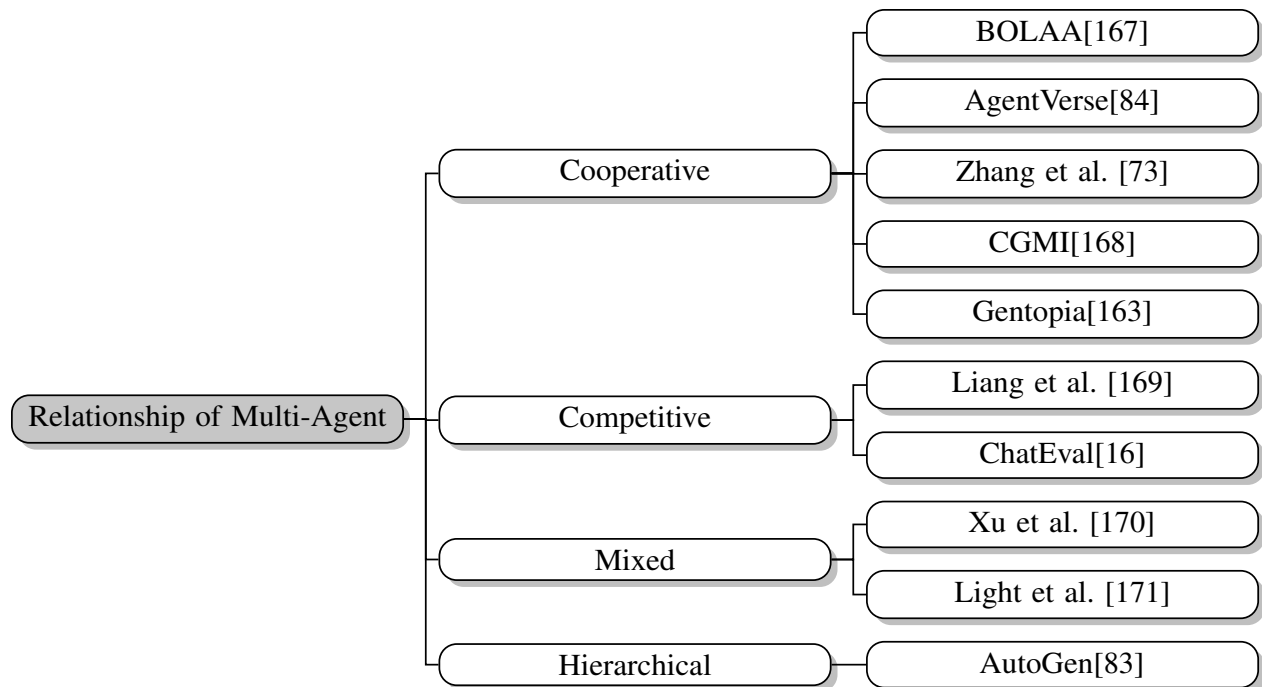 Relationship of Multi-Agent
Cooperative
BOLAA[167]
AgentVerse[84]
Zhang et al. [73]
CGMI[168]
Gentopia[163]
Competitive
Liang et al. [169]
ChatEval[16]
Mixed
Xu et al. [170]
Light et al. [171]
Hierarchical
AutoGen[83]